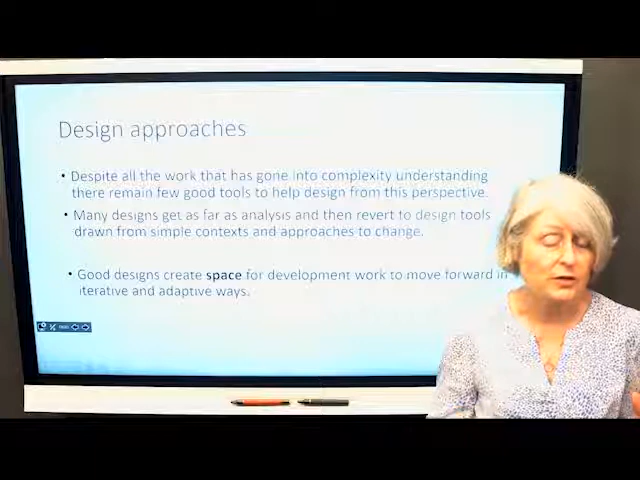 Design approaches
• Despite all the work that has gone into complexity understanding
there remain few good tools to help design from this perspective.
• Many designs get as far as analysis and then revert to design tools
drawn from simple contexts and approaches to change.
• Good designs create space for development work to move forward in
iterative and adaptive ways.